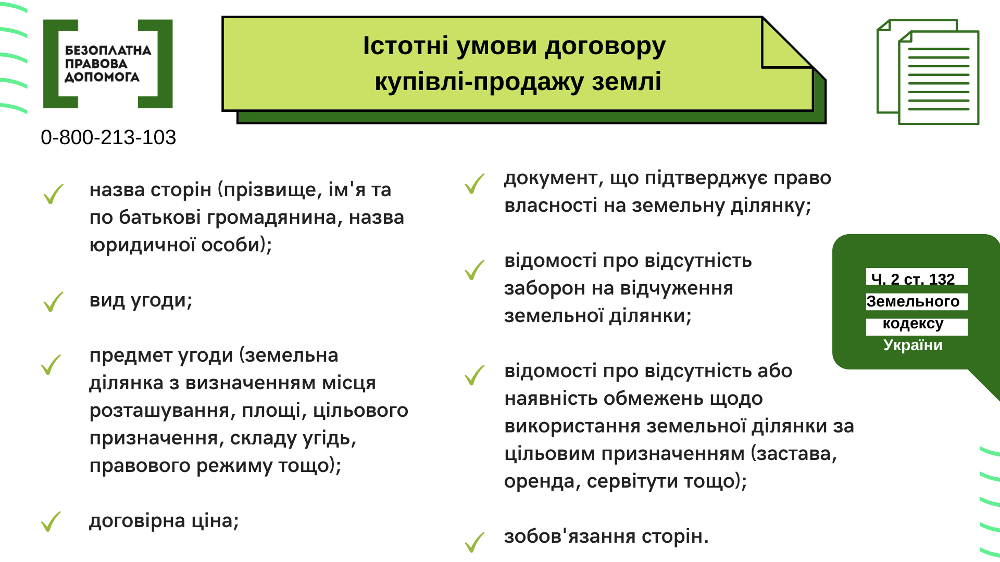 БЕЗОПЛАТНА
ПРАВОВА
ДОПОМОГА
0-800-213-103
Істотні умови договору
купівлі-продажу землі
назва сторін (прізвище, ім'я та
по батькові громадянина, назва
юридичної особи);
вид угоди;
предмет угоди (земельна
ділянка з визначенням місця
розташування, площі, цільового
призначення, складу угідь,
правового режиму тощо);
договірна ціна;
документ, що підтверджує право
власності на земельну ділянку;
відомості про відсутність
заборон на відчуження
земельної ділянки;
відомості про відсутність або
наявність обмежень щодо
використання земельної ділянки за
цільовим призначенням (застава,
оренда, сервітути тощо);
зобов'язання сторін.
Ч. 2 ст. 132
Земельного
кодексу
України